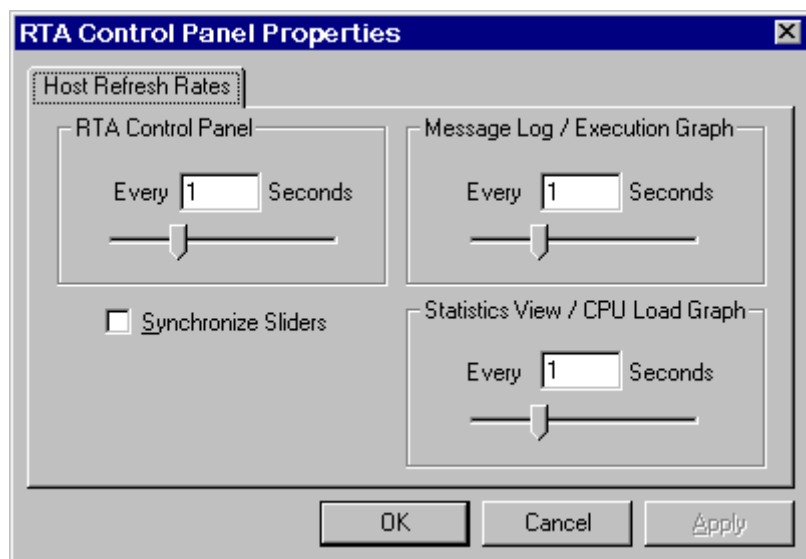 RTA Control Panel Properties
Host Refresh Rates
RTA Control Panel
Every 1 Seconds
Message Log / Execution Graph
Every 1 Seconds
Synchronize Sliders
Statistics View / CPU Load Graph
Every 1 Seconds
OK Cancel Apply